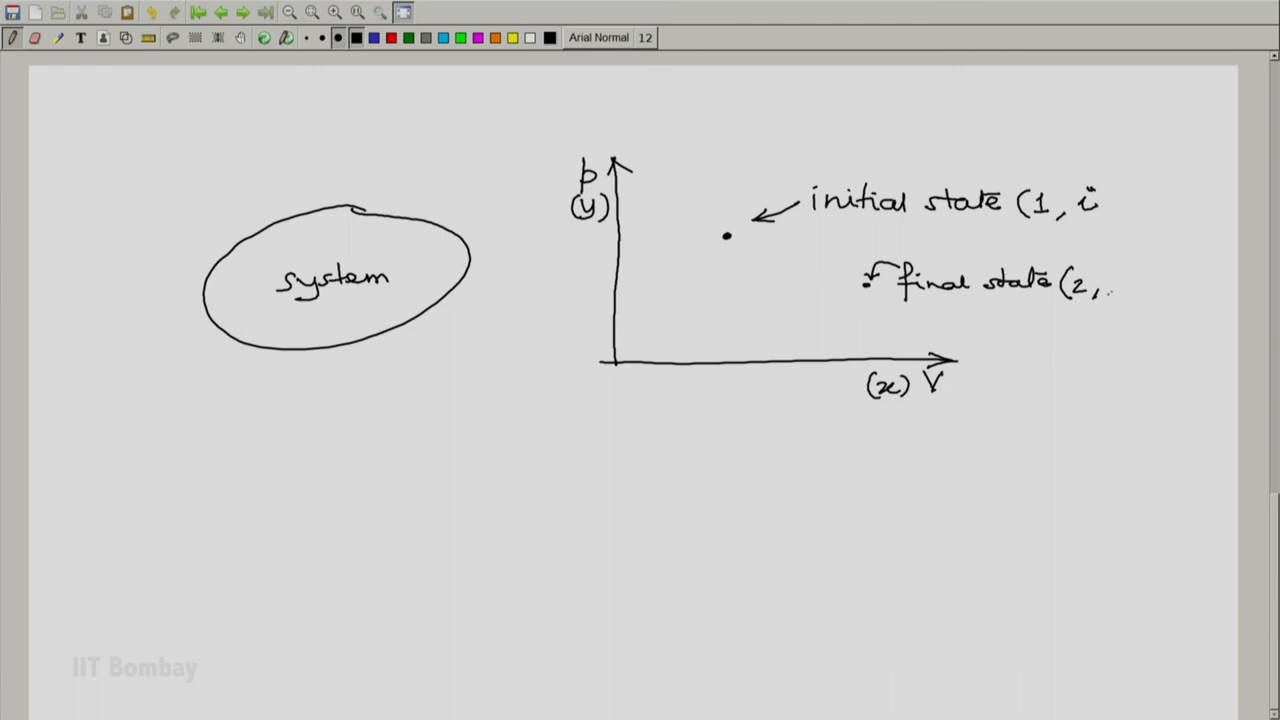 Arial Normal 12
p
(y)
initial state (1, i
system
final state (2,
(x) V
IIT Bombay